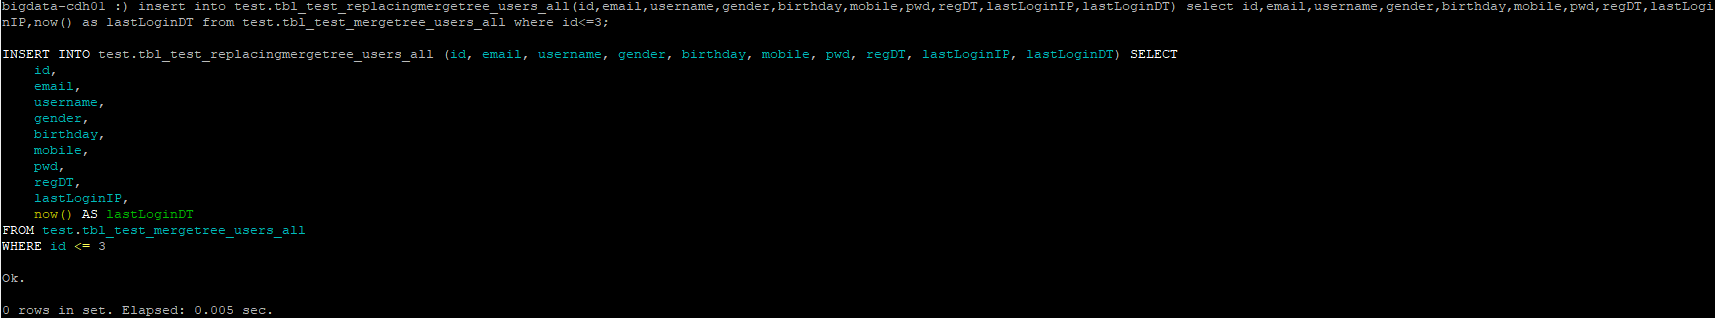 bigdata-cdh01 :) insert into test.tbl_test_replacingmergetree_users_all(id,email,username,gender,birthday,mobile,pwd,regDT,lastLoginIP,lastLoginDT) select id,email,username,gender,birthday,mobile,pwd,regDT,lastLogi
nIP,now() as lastLoginDT from test.tbl_test_mergetree_users_all where id<=3;
INSERT INTO test.tbl_test_replacingmergetree_users_all (id, email, username, gender, birthday, mobile, pwd, regDT, lastLoginIP, lastLoginDT) SELECT
    id,
    email,
    username,
    gender,
    birthday,
    mobile,
    pwd,
    regDT,
    lastLoginIP,
    now() AS lastLoginDT
FROM test.tbl_test_mergetree_users_all
WHERE id <= 3
Ok.
0 rows in set. Elapsed: 0.005 sec.